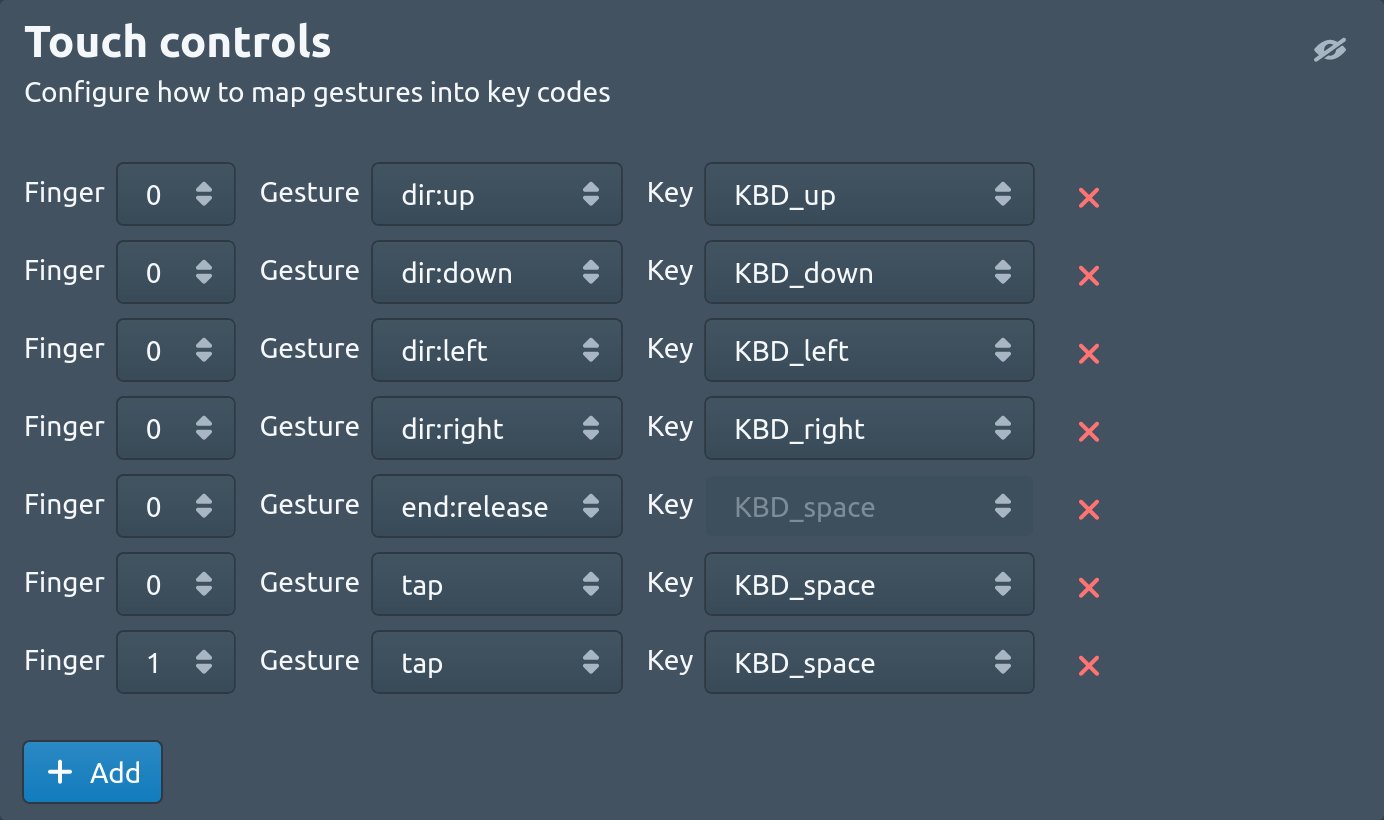 Touch controls
Configure how to map gestures into key codes
Finger 0 Gesture dir:up Key KBD_up
Finger 0 Gesture dir:down Key KBD_down
Finger 0 Gesture dir:left Key KBD_left
Finger 0 Gesture dir:right Key KBD_right
Finger 0 Gesture end:release Key KBD_space
Finger 0 Gesture tap Key KBD_space
Finger 1 Gesture tap Key KBD_space
Add